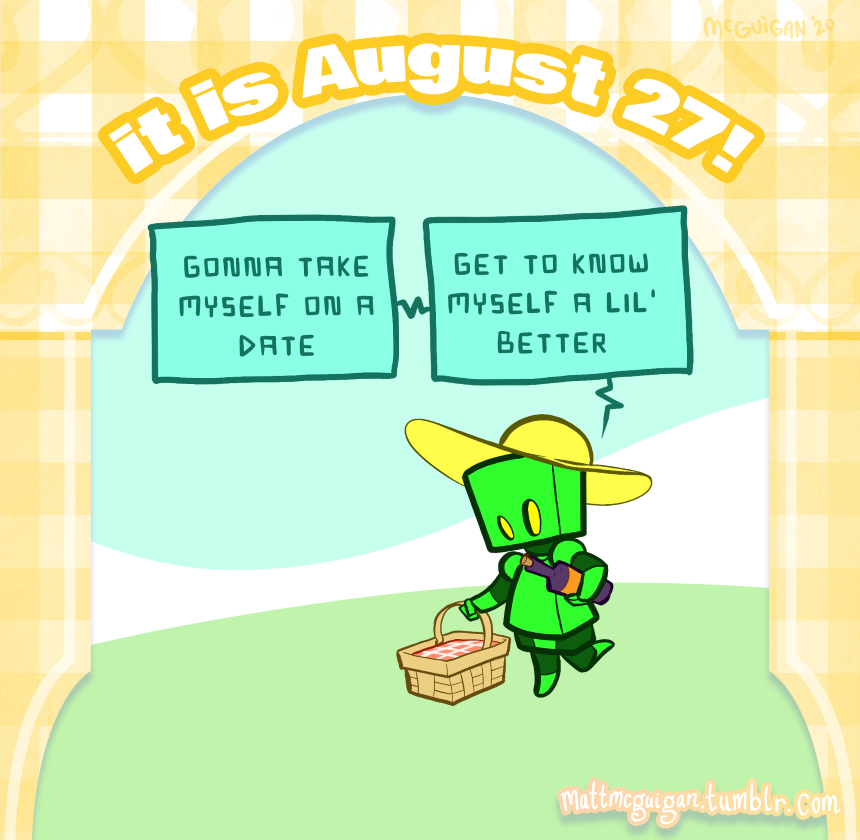 McGUiGAN '20
it is August 27!
GONNA TAKE
MYSELF ON A
DATE
GET TO KNOW
MYSELF A LIL'
BETTER
mattmcguigan.tumblr.com